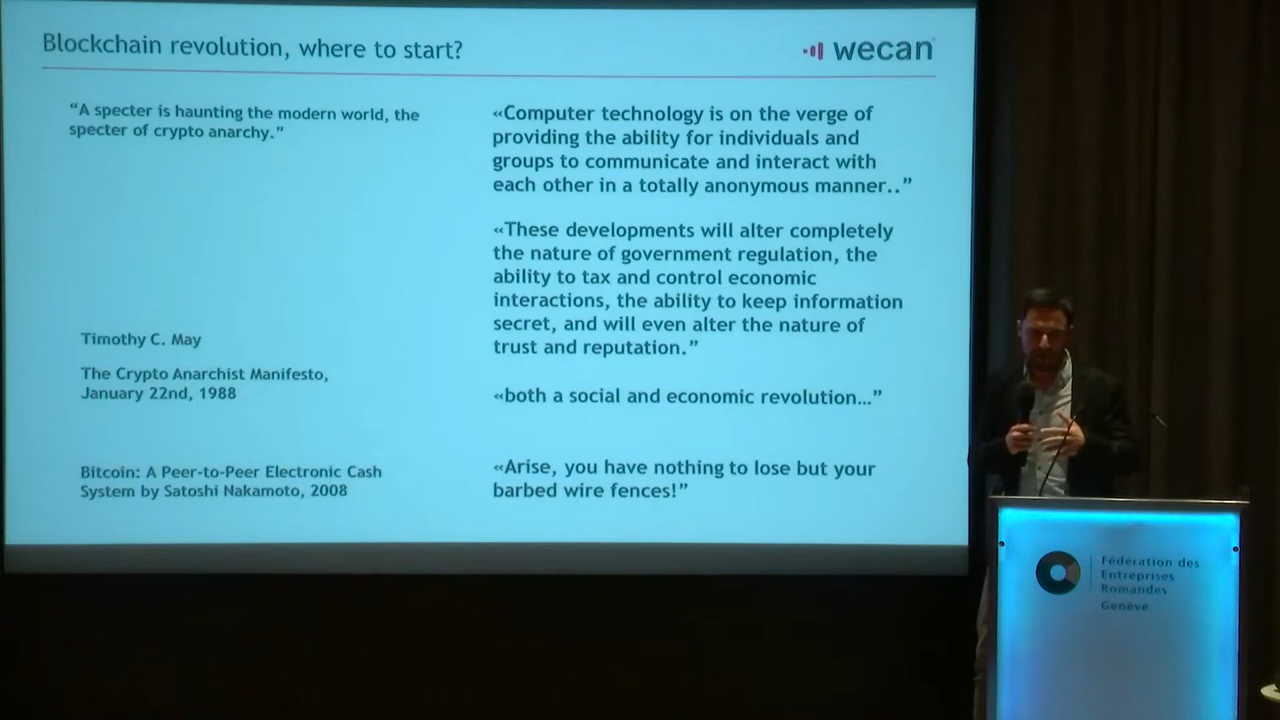 Blockchain revolution, where to start?
wecan
“A specter is haunting the modern world, the
specter of crypto anarchy.”
Timothy C. May
The Crypto Anarchist Manifesto,
January 22nd, 1988
Bitcoin: A Peer-to-Peer Electronic Cash
System by Satoshi Nakamoto, 2008
«Computer technology is on the verge of
providing the ability for individuals and
groups to communicate and interact with
each other in a totally anonymous manner..”
«These developments will alter completely
the nature of government regulation, the
ability to tax and control economic
interactions, the ability to keep information
secret, and will even alter the nature of
trust and reputation.”
«both a social and economic revolution…”
«Arise, you have nothing to lose but your
barbed wire fences!”
Fédération des
Entreprises
Romandes
Genève